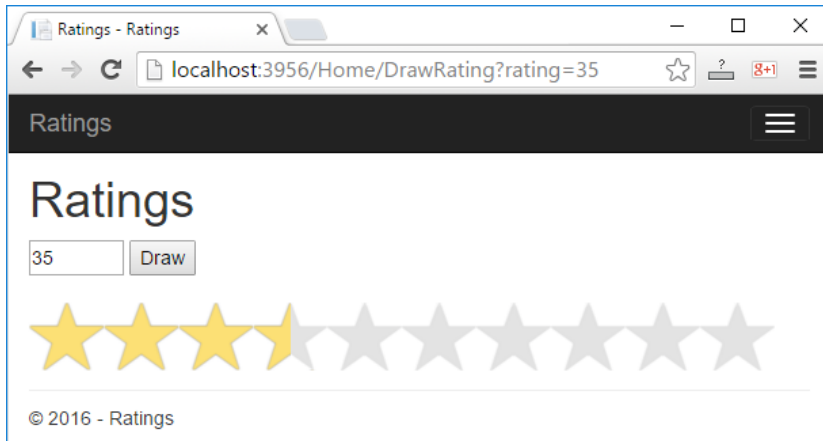 Ratings - Ratings
localhost:3956/Home/DrawRating?rating=35
?
g+1
Ratings
Ratings
35 Draw
© 2016 - Ratings